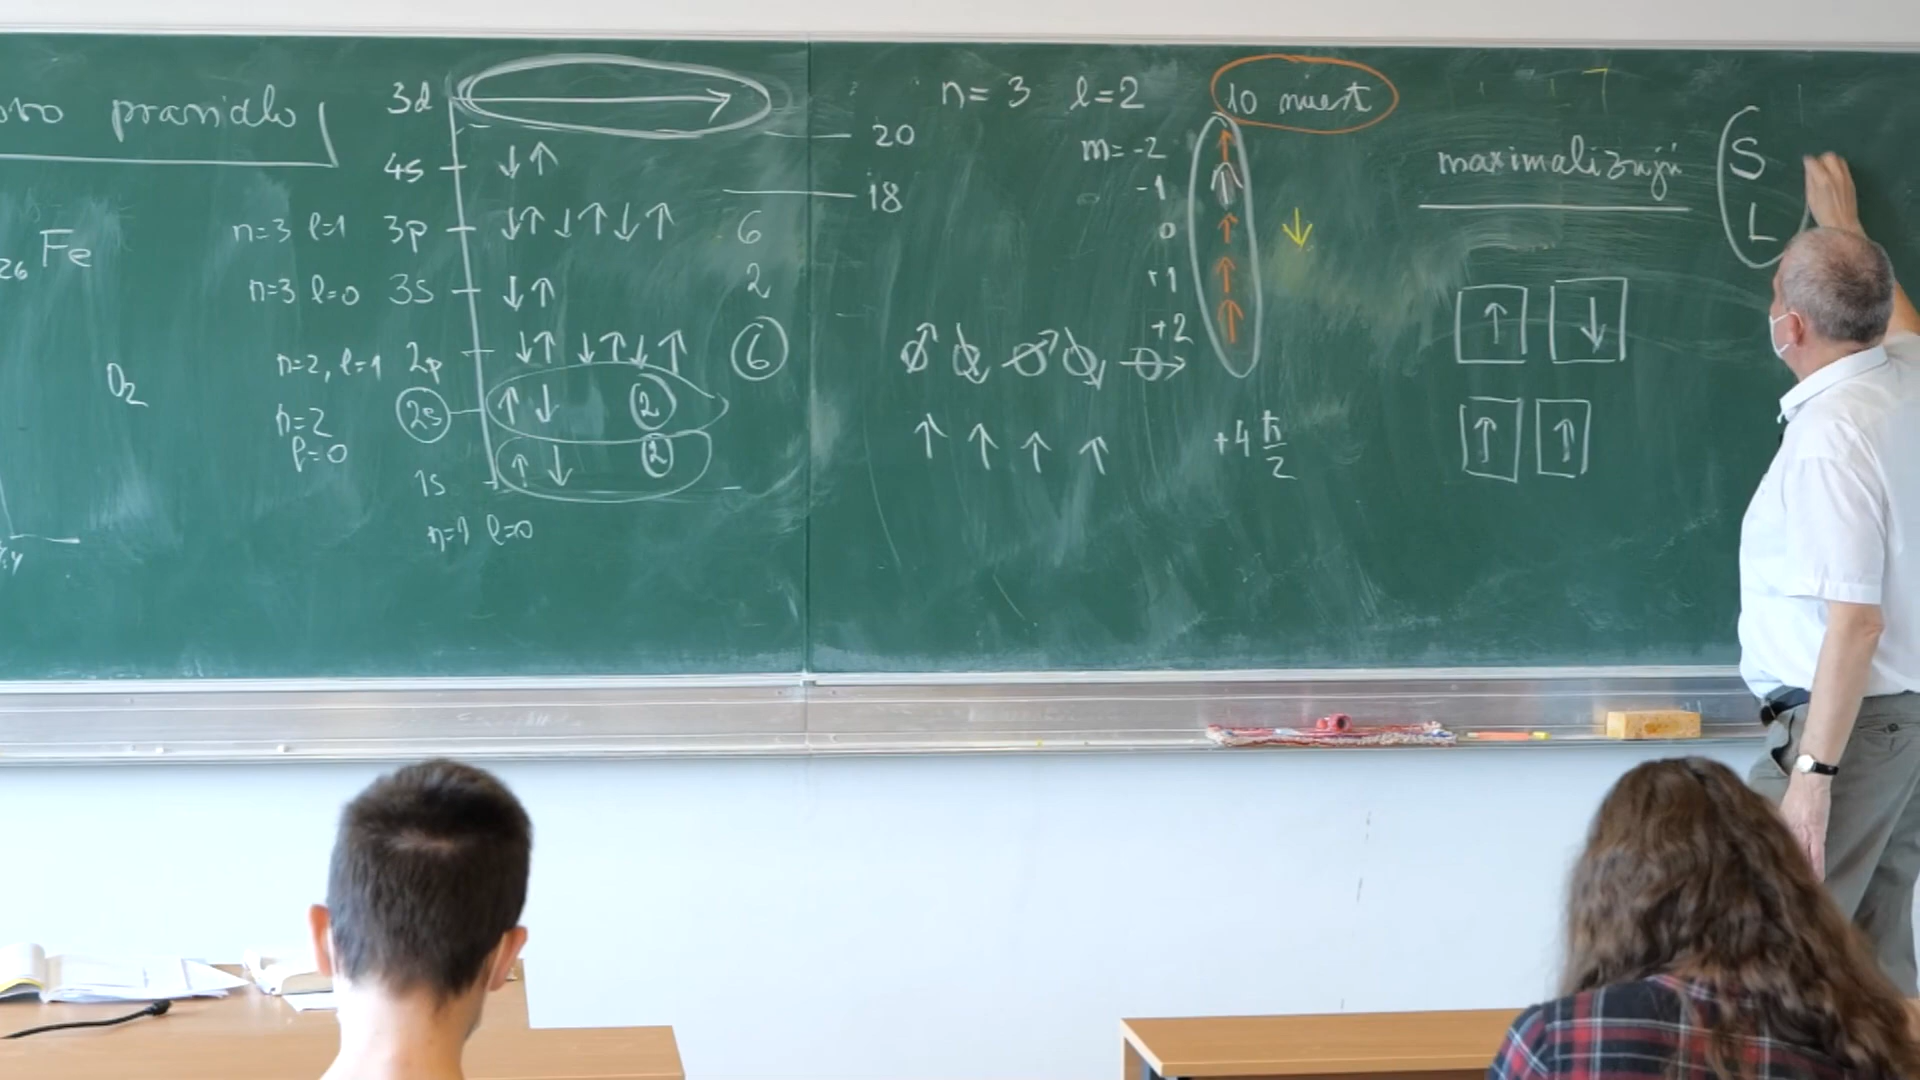 ovo pravidlo
3d
20
4s ↓↑
18
n=3 l=1 3p ↓↑ ↓↑ ↓↑ 6
26 Fe
n=3 l=0 3s ↓↑ 2
n=2, l=1 2p ↓↑ ↓↑ ↓↑ 6
O2
n=2 2s ↑↓ 2
l=0
1s ↑↓ 2
n=1 l=0
n=3 l=2 10 miest
m= -2 ↑
-1 ↑
0 ↑ ↓
+1 ↑
+2 ↑
↑ ↑ ↑ ↑ +4 ħ/2
maximalizujú
S
L
↑ ↓
↑ ↑